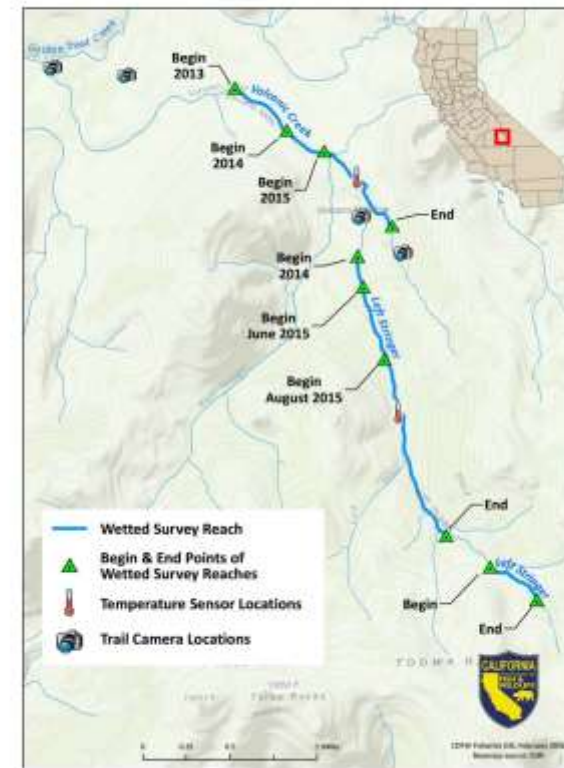 Begin
2013
Volcanic Creek
Begin
2014
Begin
2015
End
Begin
2014
Begin
June 2015
Left Stringer
Begin
August 2015
End
Left Stringer
Begin
End
Wetted Survey Reach
Begin & End Points of
Wetted Survey Reaches
Temperature Sensor Locations
Trail Camera Locations
CALIFORNIA